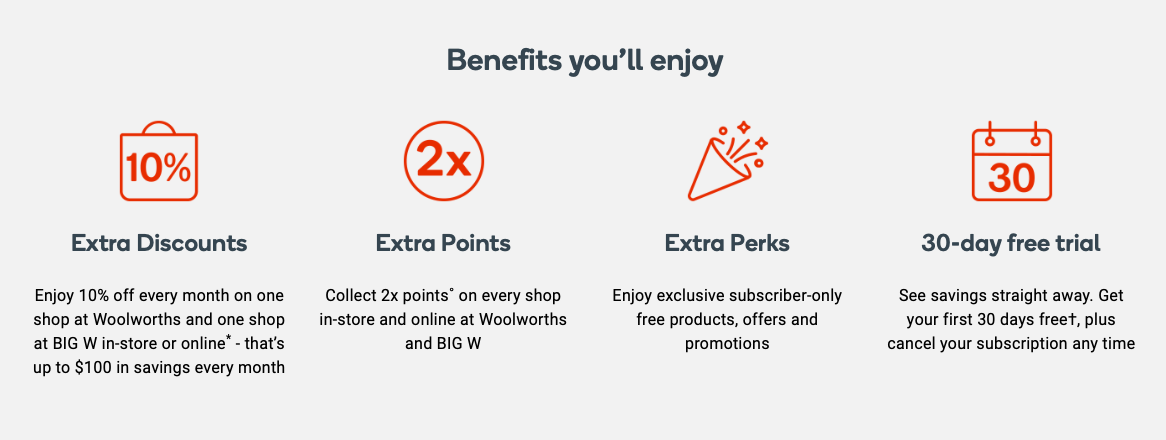 Benefits you’ll enjoy
10%
Extra Discounts
Enjoy 10% off every month on one
shop at Woolworths and one shop
at BIG W in-store or online* - that’s
up to $100 in savings every month
2x
Extra Points
Collect 2x points° on every shop
in-store and online at Woolworths
and BIG W
Extra Perks
Enjoy exclusive subscriber-only
free products, offers and
promotions
30
30-day free trial
See savings straight away. Get
your first 30 days free†, plus
cancel your subscription any time